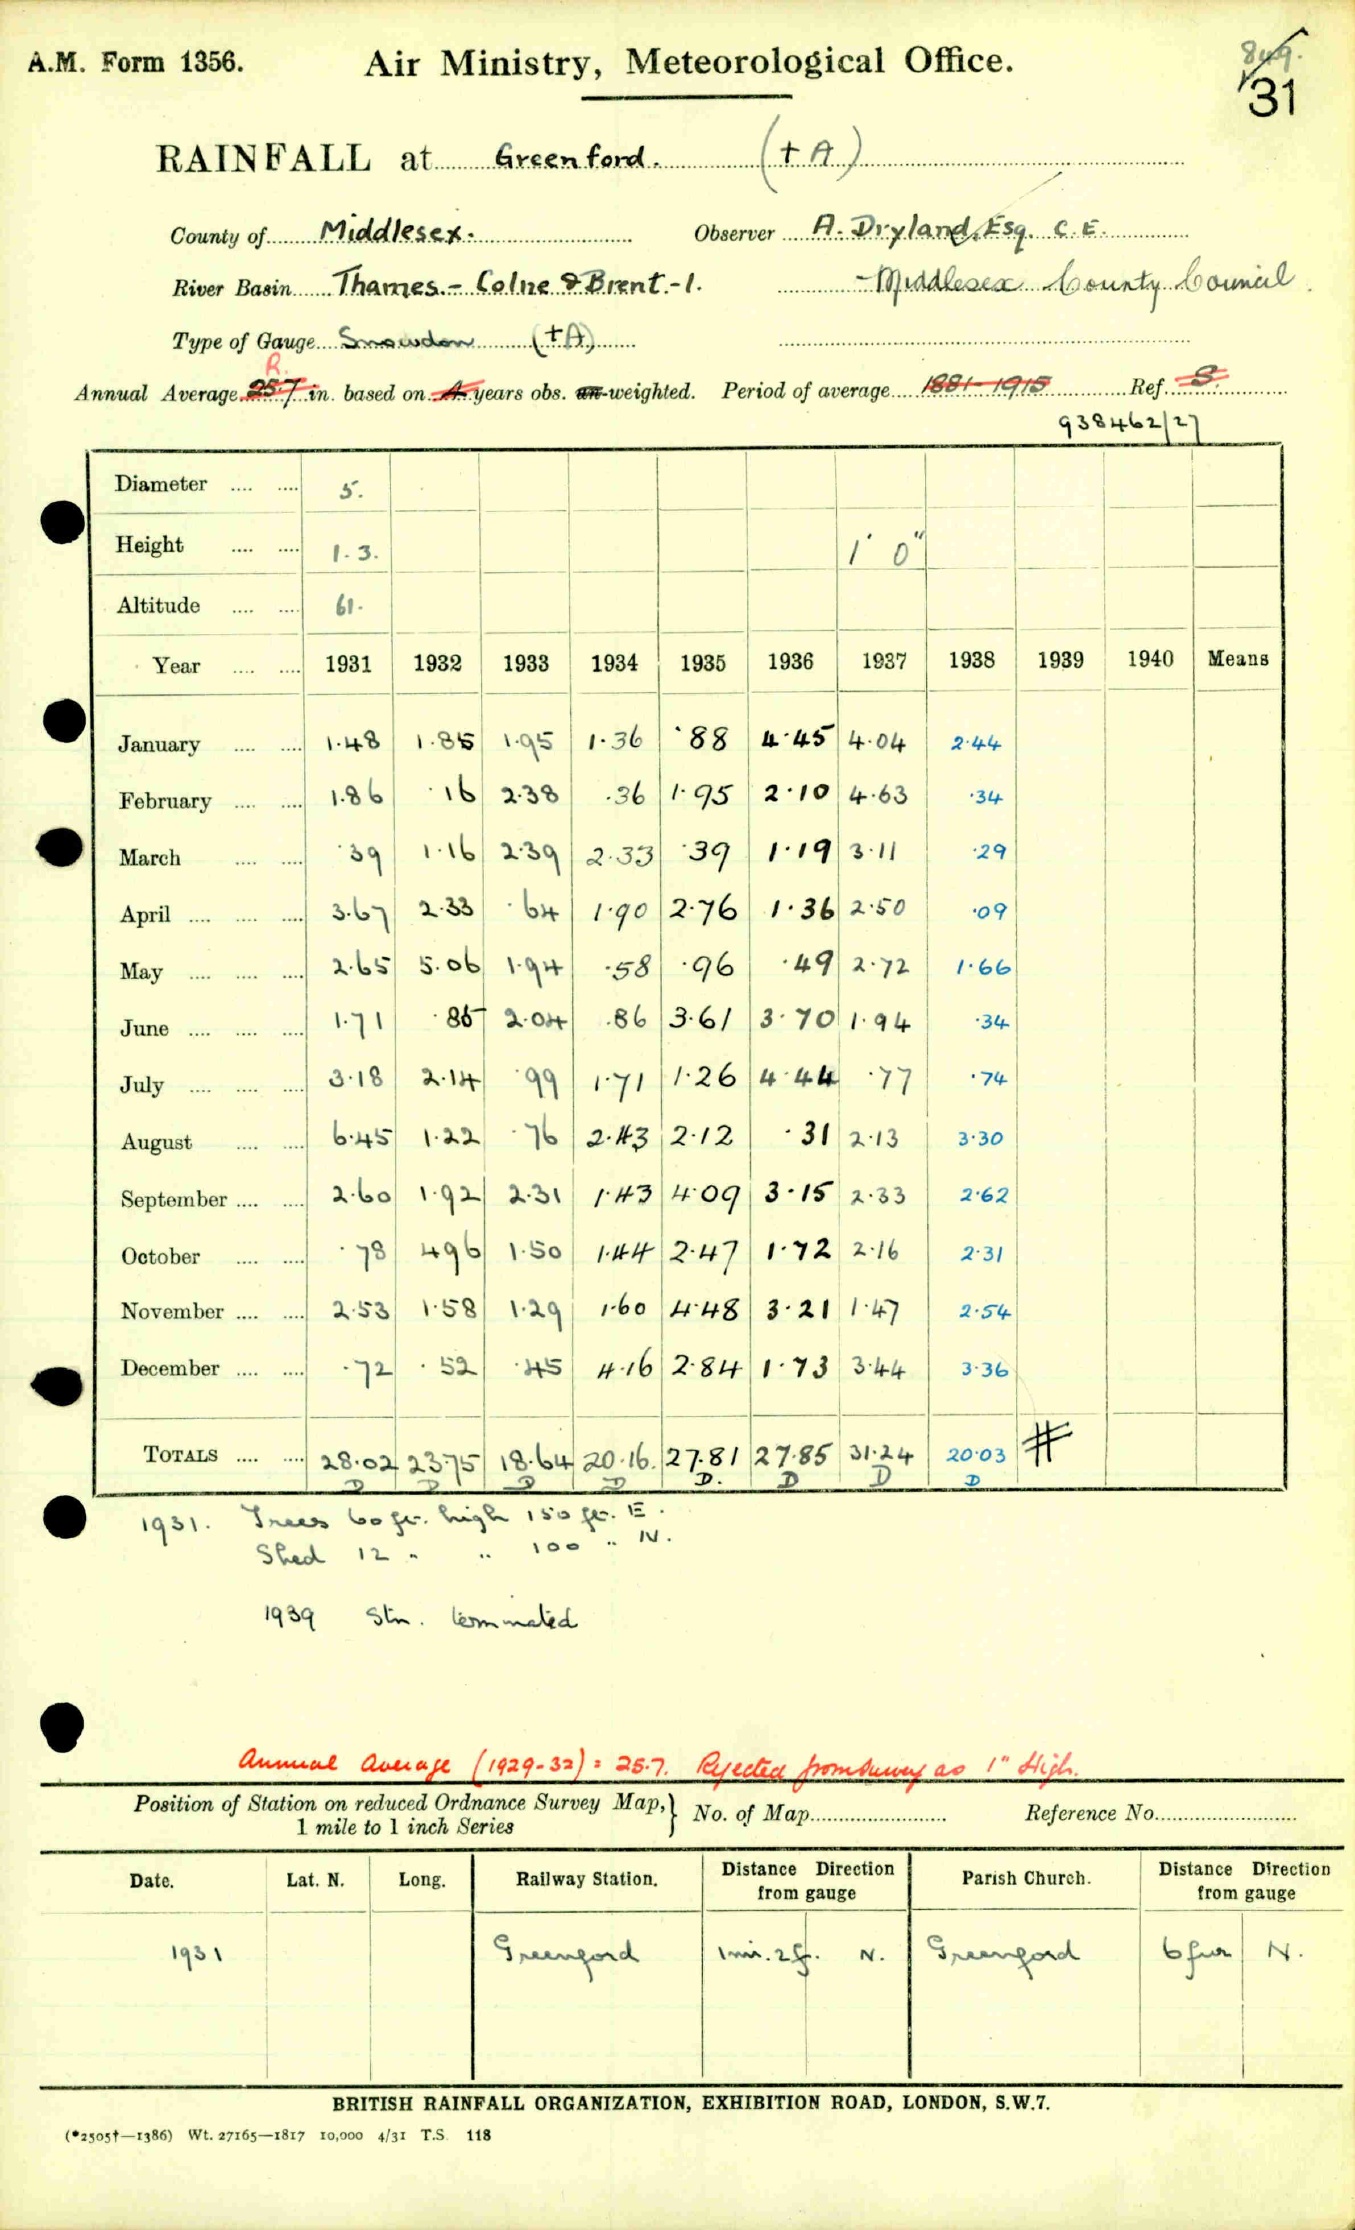 A.M. Form 1356.
Air Ministry, Meteorological Office.
849.
31
RAINFALL at Greenford. (+A)
County of Middlesex. Observer A. Dryland, Esq. C.E.
River Basin Thames.- Colne & Brent.-1. - Middlesex County Council.
Type of Gauge Snowdon (+A)
R.
Annual Average 25.7 in. based on 4 years obs. weighted. Period of average 1881-1915 Ref. S.
938462/27
Diameter .... .... 5.
Height .... .... 1.3. 1' 0"
Altitude .... .... 61.
Year .... .... 1931 1932 1933 1934 1935 1936 1937 1938 1939 1940 Means
January .... .... 1.48 1.85 1.95 1.36 .88 4.45 4.04 2.44
February .... .... 1.86 .16 2.38 .36 1.95 2.10 4.63 .34
March .... .... .39 1.16 2.39 2.33 .39 1.19 3.11 .29
April .... .... .... 3.67 2.33 .64 1.90 2.76 1.36 2.50 .09
May .... .... .... 2.65 5.06 1.94 .58 .96 .49 2.72 1.66
June .... .... .... 1.71 .85 2.04 .86 3.61 3.70 1.94 .34
July .... .... .... 3.18 2.14 .99 1.71 1.26 4.44 .77 .74
August .... .... 6.45 1.22 .76 2.43 2.12 .31 2.13 3.30
September .... .... 2.60 1.92 2.31 1.43 4.09 3.15 2.33 2.62
October .... .... .78 4.96 1.50 1.44 2.47 1.72 2.16 2.31
November .... .... 2.53 1.58 1.29 1.60 4.48 3.21 1.47 2.54
December .... .... .72 .52 .45 4.16 2.84 1.73 3.44 3.36
TOTALS .... .... 28.02 23.75 18.64 20.16. 27.81 27.85 31.24 20.03 #
D D D D D. D D D
1931. Trees 60 ft. high 150 ft. E.
Shed 12 " " 100 " N.
1939 Stn. terminated
Annual Average (1929-32) = 25.7. Rejected from Survey as 1" High.
Position of Station on reduced Ordnance Survey Map, } No. of Map Reference No.
1 mile to 1 inch Series
Date. Lat. N. Long. Railway Station. Distance Direction from gauge Parish Church. Distance Direction from gauge
1931 Greenford 1 mi. 2 f. N. Greenford 6 fur N.
BRITISH RAINFALL ORGANIZATION, EXHIBITION ROAD, LONDON, S.W.7.
(*2505†—1386) Wt. 27165—1817 10,000 4/31 T.S. 118